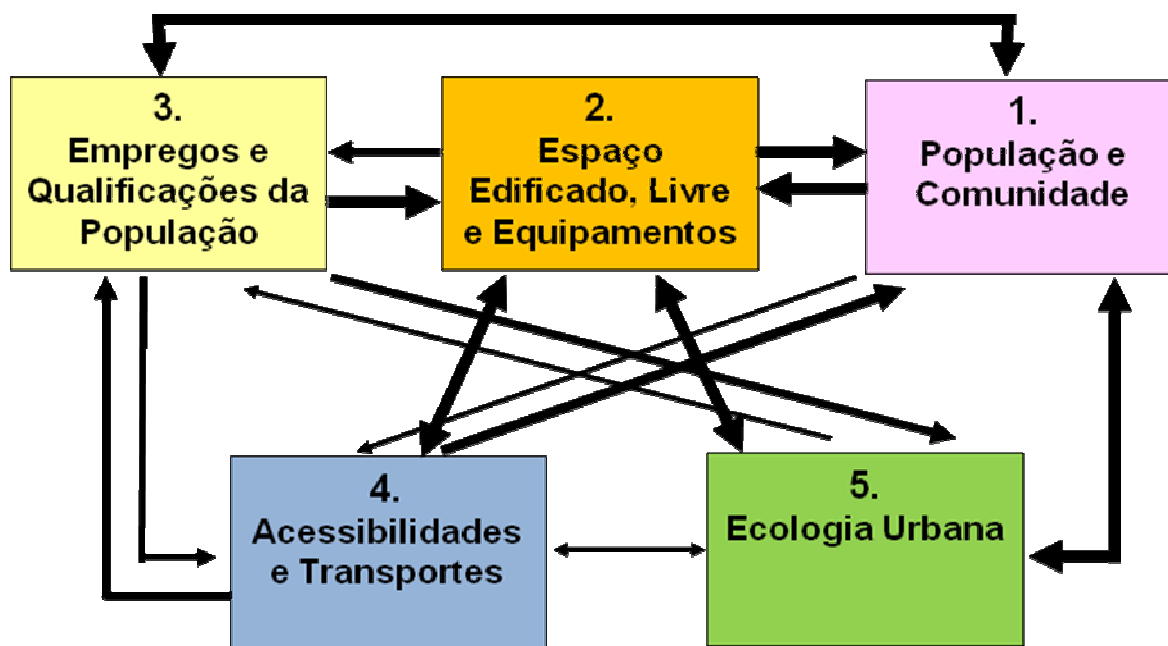 3.
Empregos e
Qualificações da
População
2.
Espaço
Edificado, Livre
e Equipamentos
1.
População e
Comunidade
4.
Acessibilidades
e Transportes
5.
Ecologia Urbana